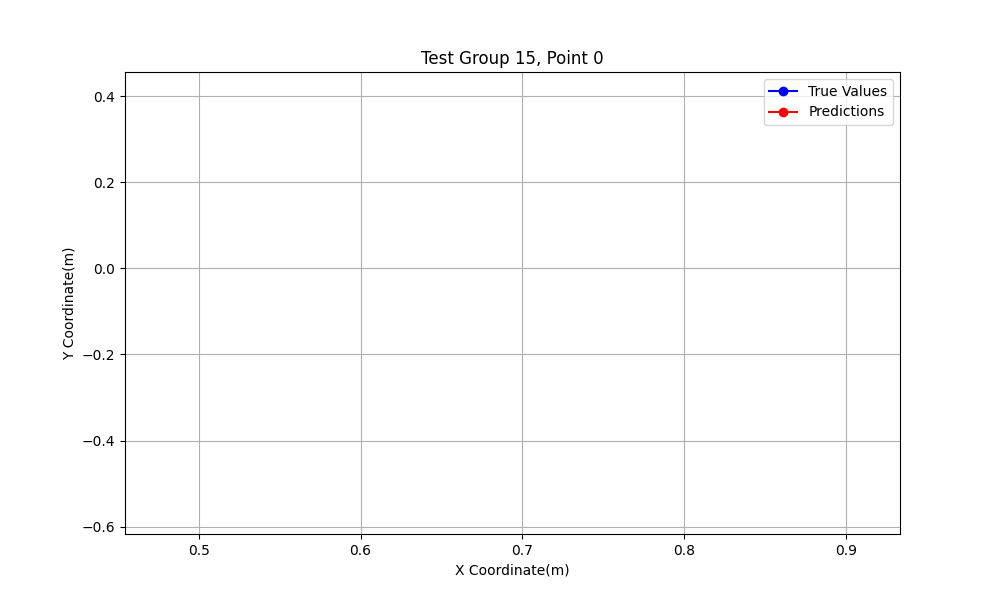 Test Group 15, Point 0
True Values
Predictions
0.4
0.2
0.0
−0.2
−0.4
−0.6
Y Coordinate(m)
0.5 0.6 0.7 0.8 0.9
X Coordinate(m)